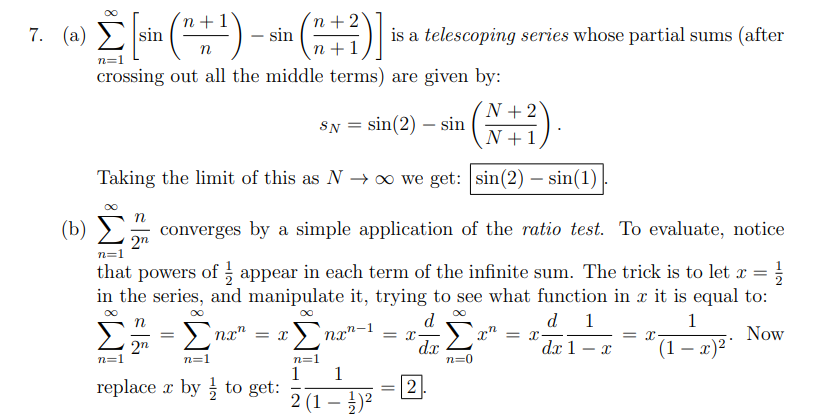 7. (a) $\sum_{n=1}^{\infty} \left[ \sin\left(\frac{n+1}{n}\right) - \sin\left(\frac{n+2}{n+1}\right) \right]$ is a telescoping series whose partial sums (after
crossing out all the middle terms) are given by:
$s_N = \sin(2) - \sin\left(\frac{N+2}{N+1}\right).$
Taking the limit of this as $N \to \infty$ we get: $\boxed{\sin(2) - \sin(1)}$.
(b) $\sum_{n=1}^{\infty} \frac{n}{2^n}$ converges by a simple application of the ratio test. To evaluate, notice
that powers of $\frac{1}{2}$ appear in each term of the infinite sum. The trick is to let $x = \frac{1}{2}$
in the series, and manipulate it, trying to see what function in $x$ it is equal to:
$\sum_{n=1}^{\infty} \frac{n}{2^n} = \sum_{n=1}^{\infty} nx^n = x \sum_{n=1}^{\infty} nx^{n-1} = x \frac{d}{dx} \sum_{n=0}^{\infty} x^n = x \frac{d}{dx} \frac{1}{1-x} = x \frac{1}{(1-x)^2}.$ Now
replace $x$ by $\frac{1}{2}$ to get: $\frac{1}{2} \frac{1}{(1-\frac{1}{2})^2} = \boxed{2}$.